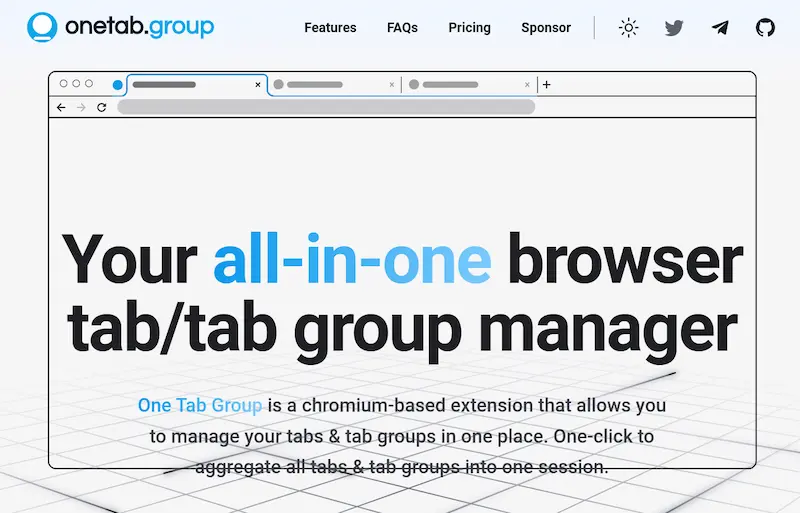 onetab.group
Features FAQs Pricing Sponsor
Your all-in-one browser
tab/tab group manager
One Tab Group is a chromium-based extension that allows you
to manage your tabs & tab groups in one place. One-click to
aggregate all tabs & tab groups into one session.